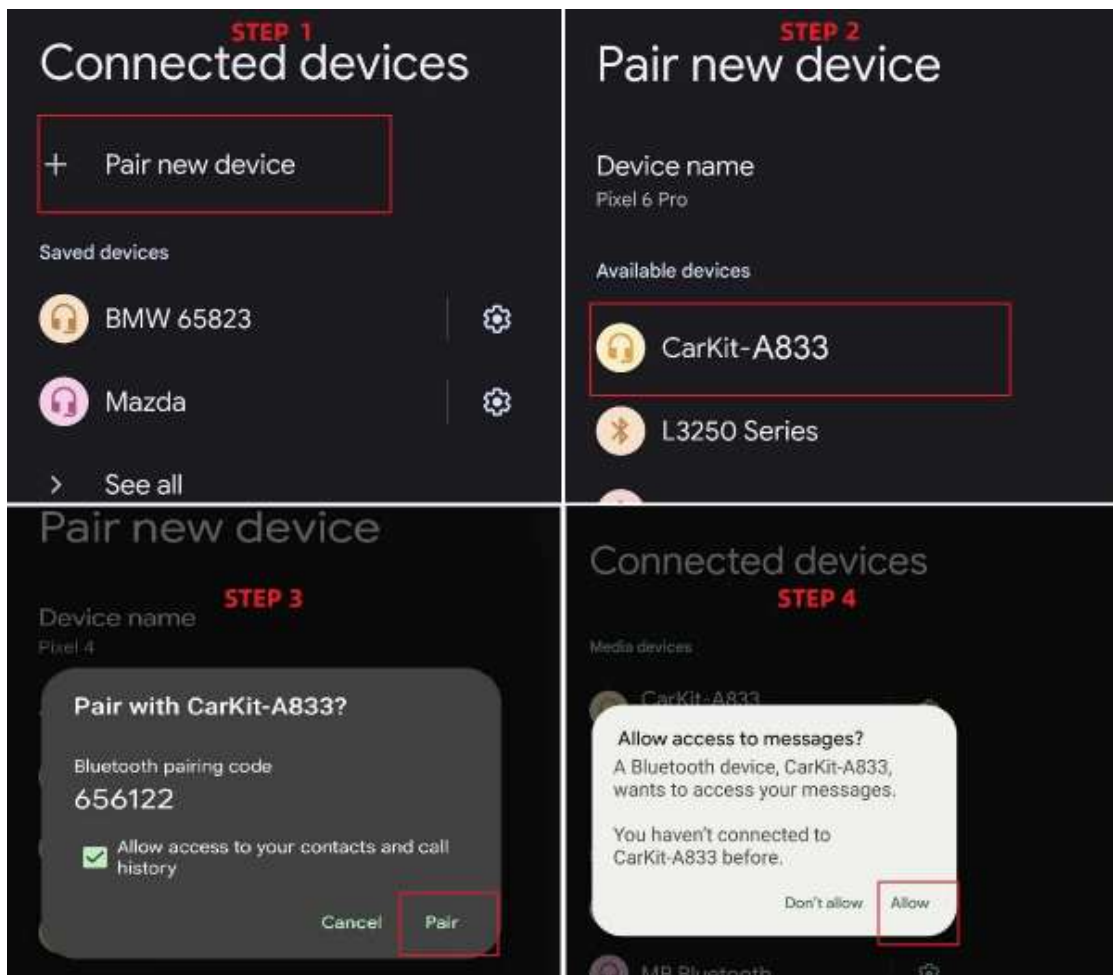 STEP 1
Connected devices
+ Pair new device
Saved devices
BMW 65823
Mazda
> See all
STEP 2
Pair new device
Device name
Pixel 6 Pro
Available devices
CarKit-A833
L3250 Series
Pair new device
STEP 3
Device name
Pixel 4
Pair with CarKit-A833?
Bluetooth pairing code
656122
Allow access to your contacts and call
history
Cancel Pair
Connected devices
STEP 4
Media devices
CarKit-A833
Allow access to messages?
A Bluetooth device, CarKit-A833,
wants to access your messages.
You haven't connected to
CarKit-A833 before.
Don't allow Allow
MB Bluetooth